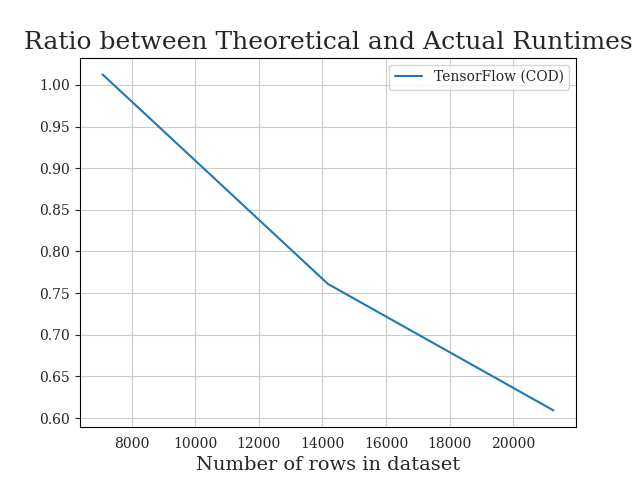 Ratio between Theoretical and Actual Runtimes
TensorFlow (COD)
1.00
0.95
0.90
0.85
0.80
0.75
0.70
0.65
0.60
8000 10000 12000 14000 16000 18000 20000
Number of rows in dataset